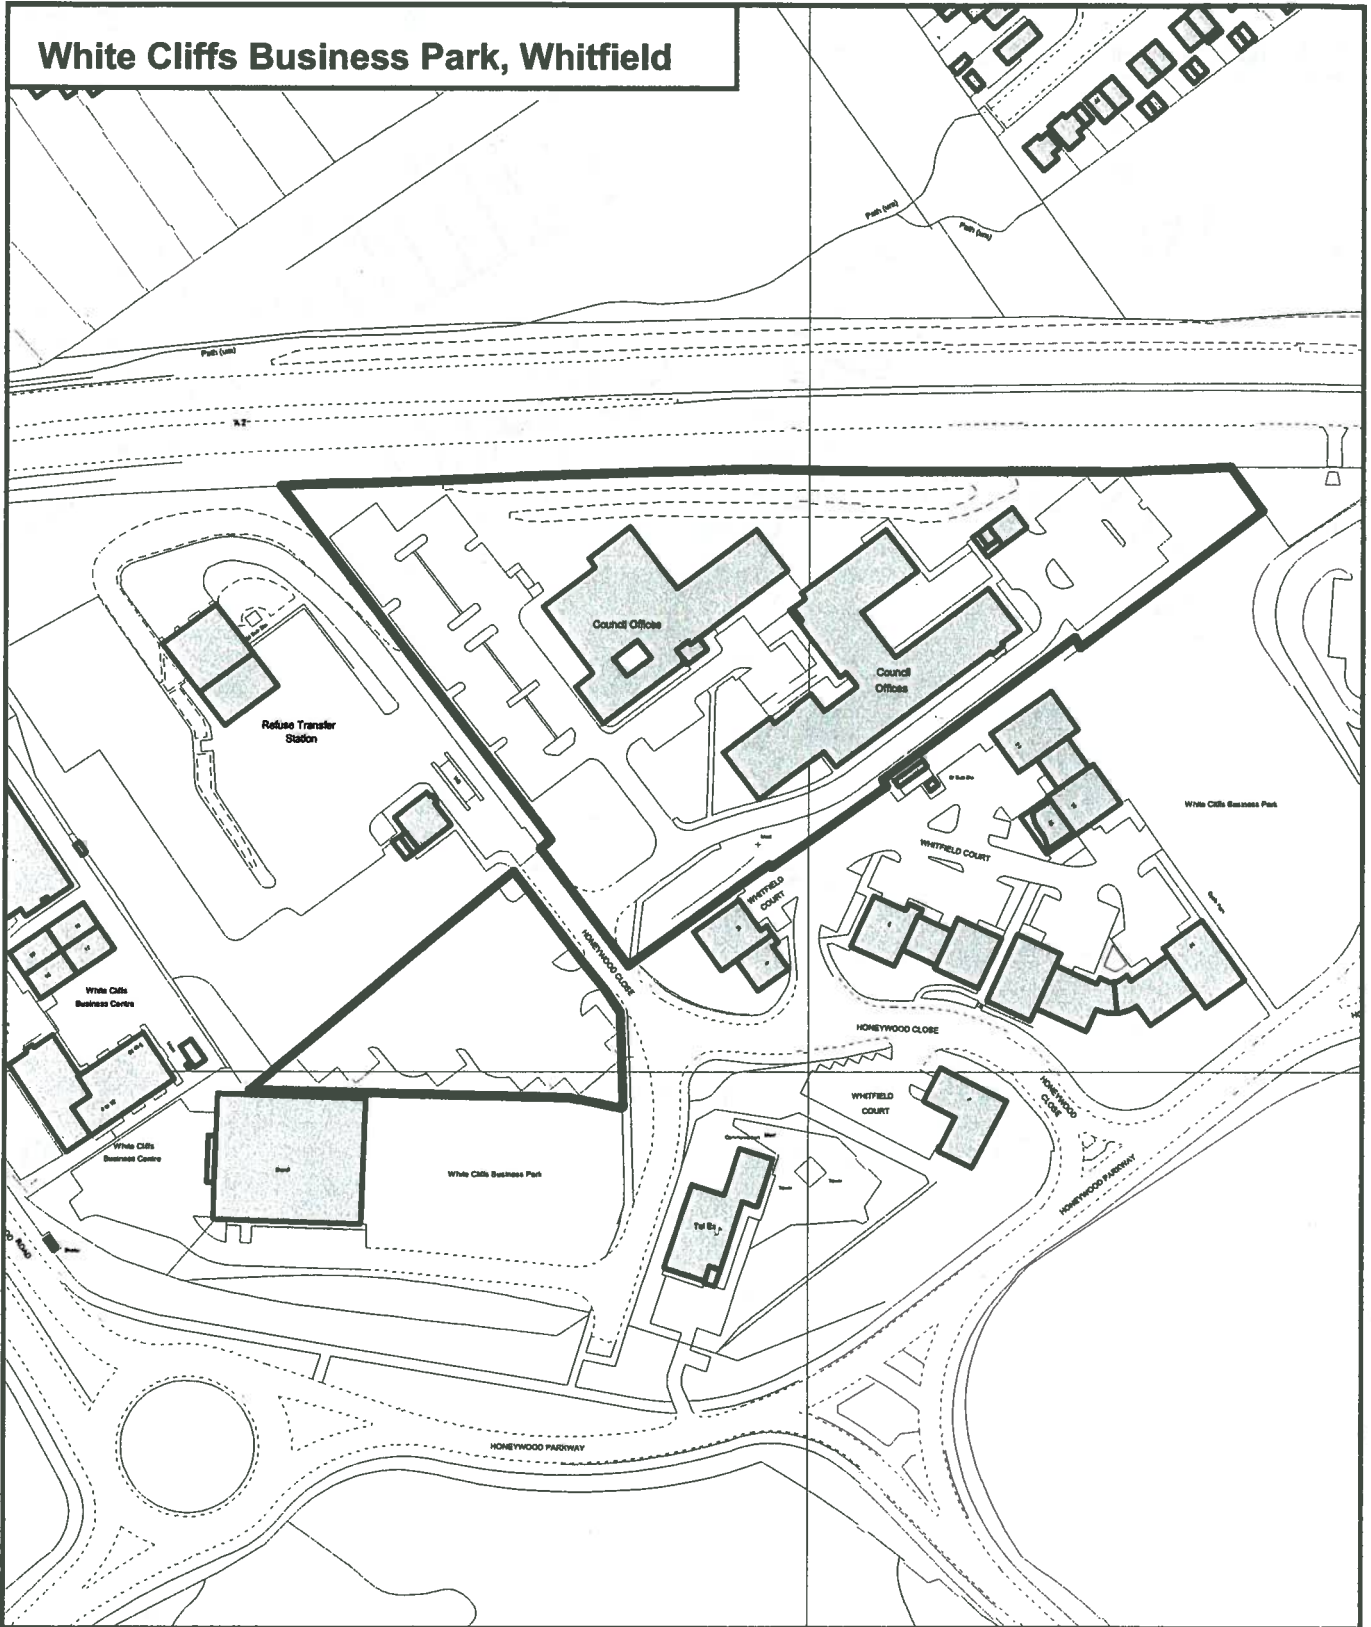 White Cliffs Business Park, Whitfield
Path (um)
Path (um)
Path (um)
A 2
Council Offices
Council
Offices
Refuse Transfer
Station
White Cliffs Business Park
WHITFIELD COURT
WHITFIELD
COURT
HONEYWOOD CLOSE
White Cliffs
Business Centre
HONEYWOOD CLOSE
HONEYWOOD
CLOSE
WHITFIELD
COURT
White Cliffs
Business Centre
White Cliffs Business Park
Tel Ex
HONEYWOOD PARKWAY
ROAD
HONEYWOOD PARKWAY